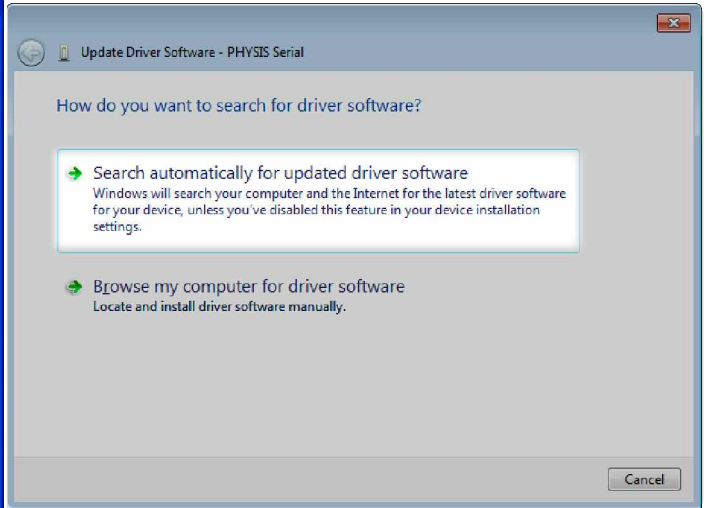 Update Driver Software - PHYSIS Serial
How do you want to search for driver software?
Search automatically for updated driver software
Windows will search your computer and the Internet for the latest driver software
for your device, unless you've disabled this feature in your device installation
settings.
Browse my computer for driver software
Locate and install driver software manually.
Cancel